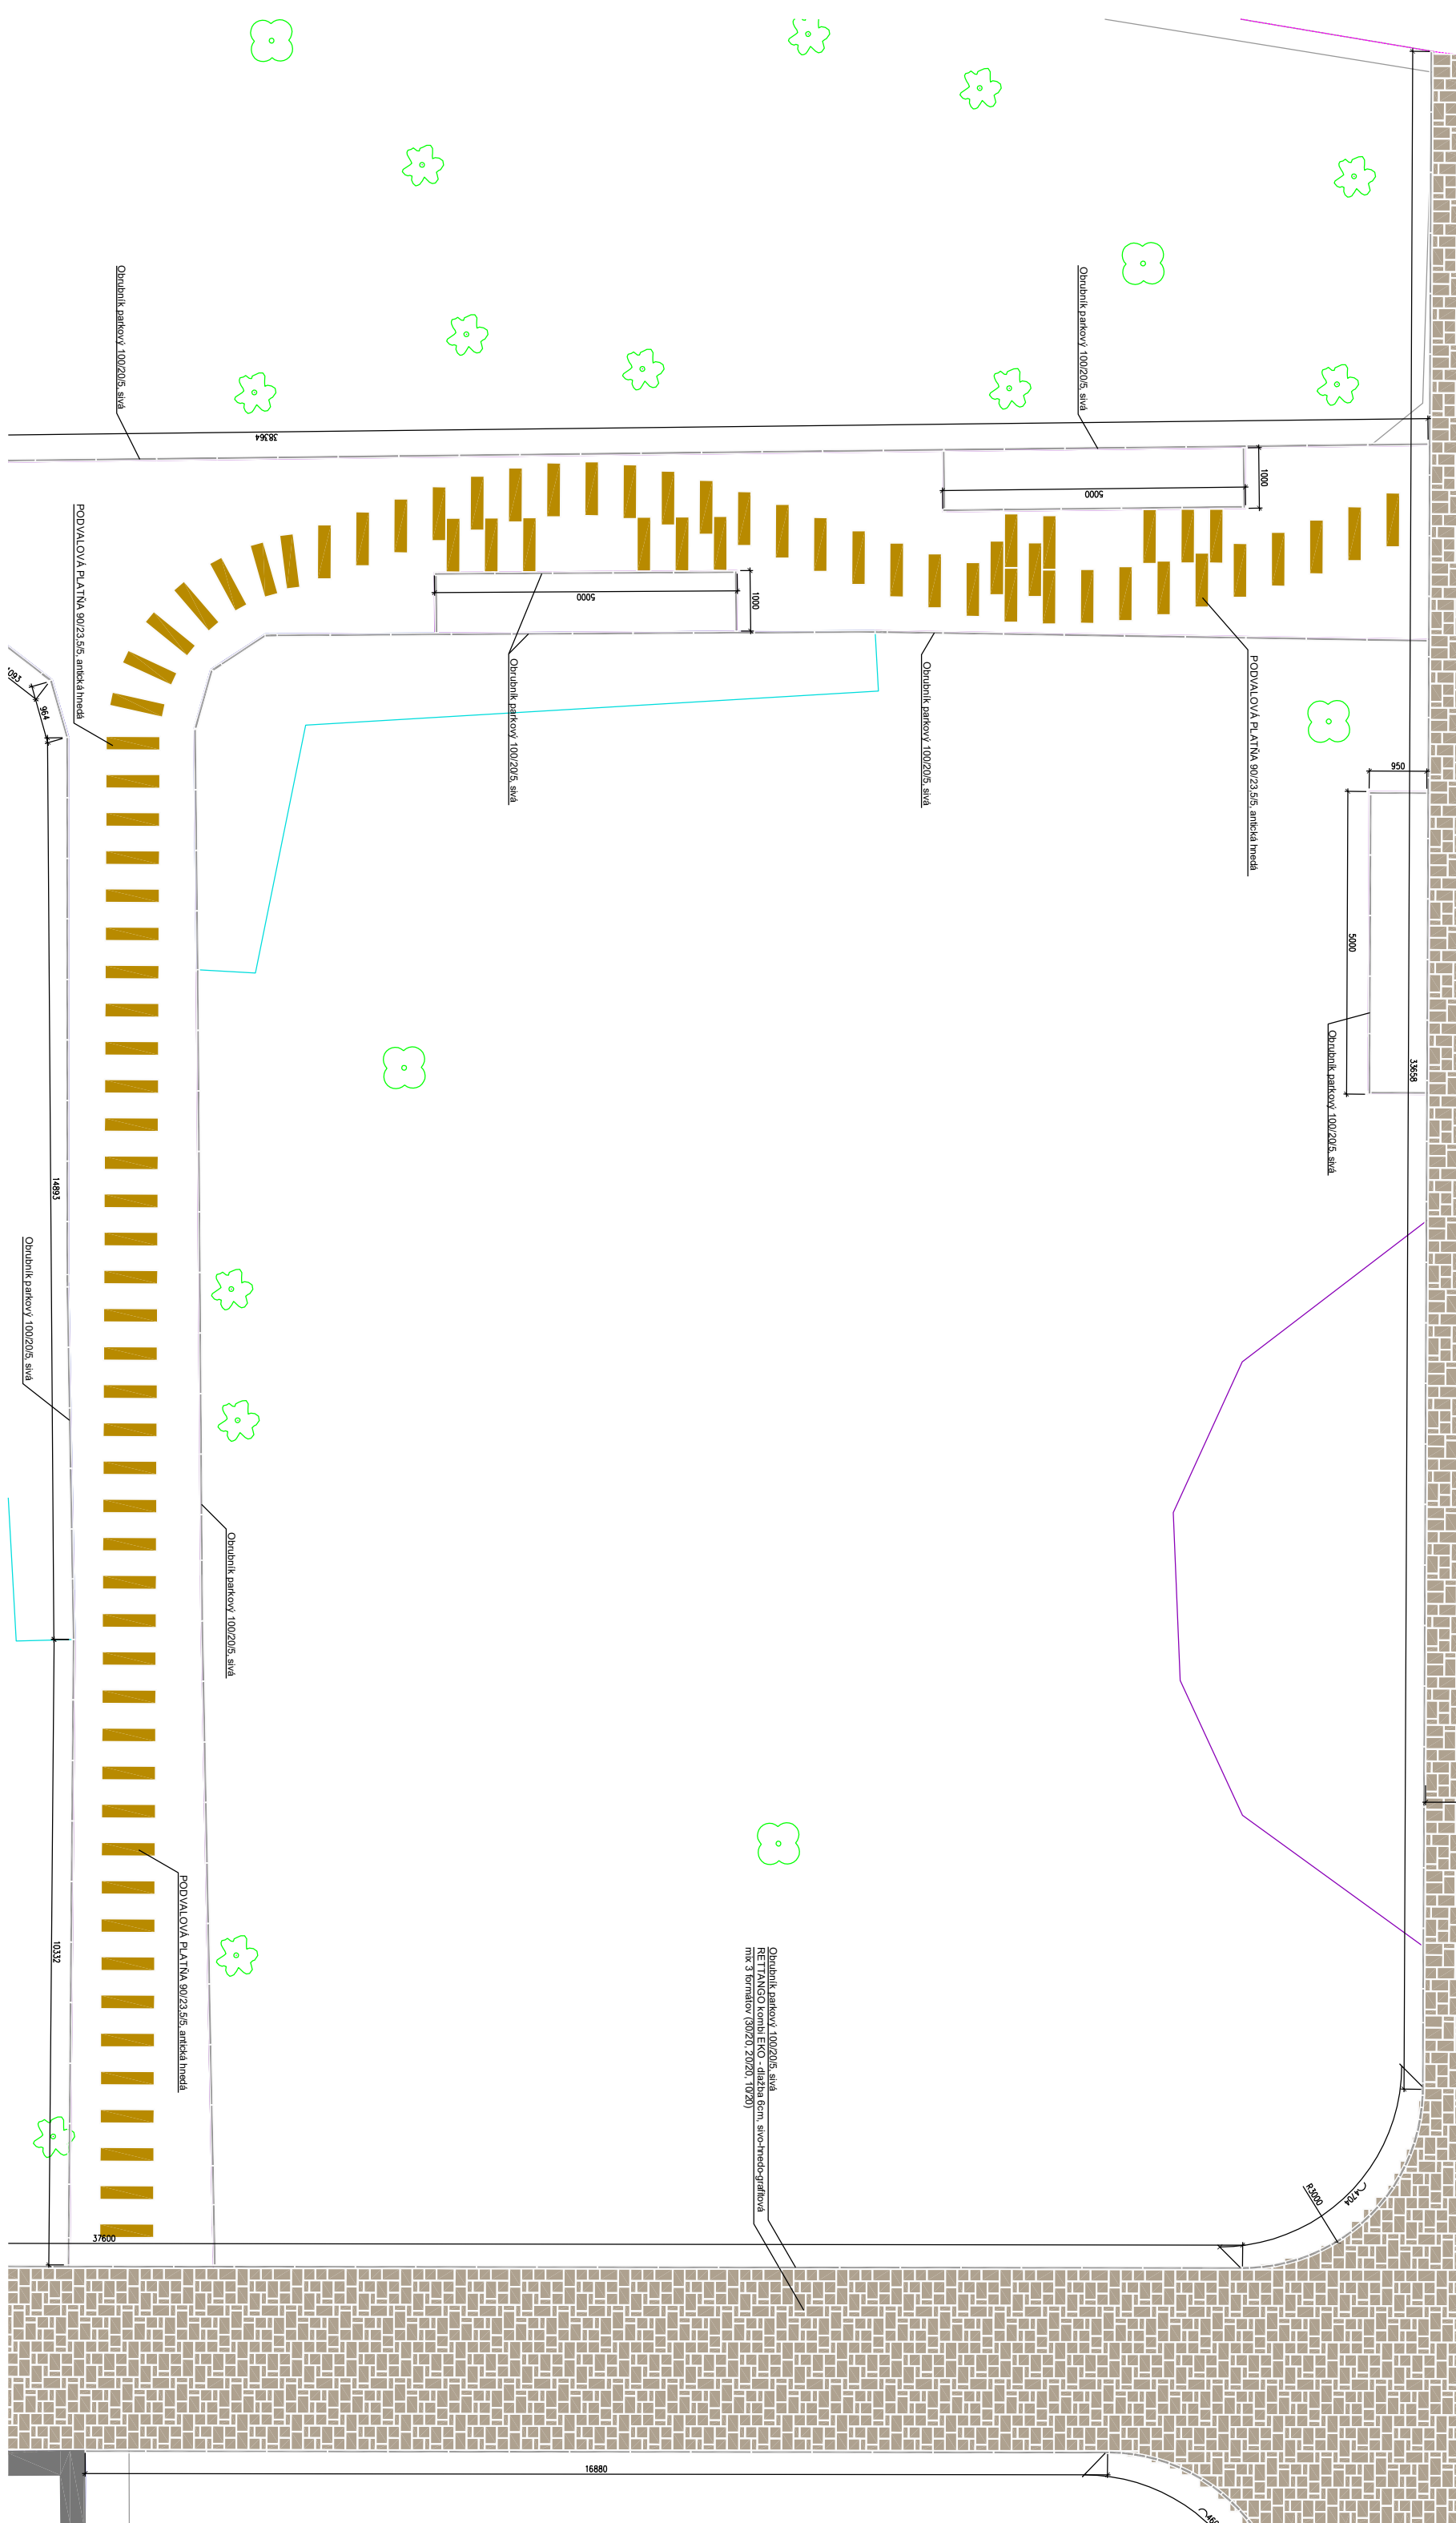 38364
Obrubník parkový 100/20/5, sivá
Obrubník parkový 100/20/5, sivá
1000
5000
PODVALOVÁ PLATŇA 90/23,5/5, antická hnedá
5000
1000
Obrubník parkový 100/20/5, sivá
Obrubník parkový 100/20/5, sivá
PODVALOVÁ PLATŇA 90/23,5/5, antická hnedá
1093
964
950
5000
Obrubník parkový 100/20/5, sivá
33658
14893
Obrubník parkový 100/20/5, sivá
Obrubník parkový 100/20/5, sivá
PODVALOVÁ PLATŇA 90/23,5/5, antická hnedá
10332
Obrubník parkový 100/20/5, sivá
RETTANGO kombi EKO - dlažba 6cm, sivo-hnedo-grafitová
mix 3 formátov (30/20, 20/20, 10/20)
R3000
4704
37600
16880